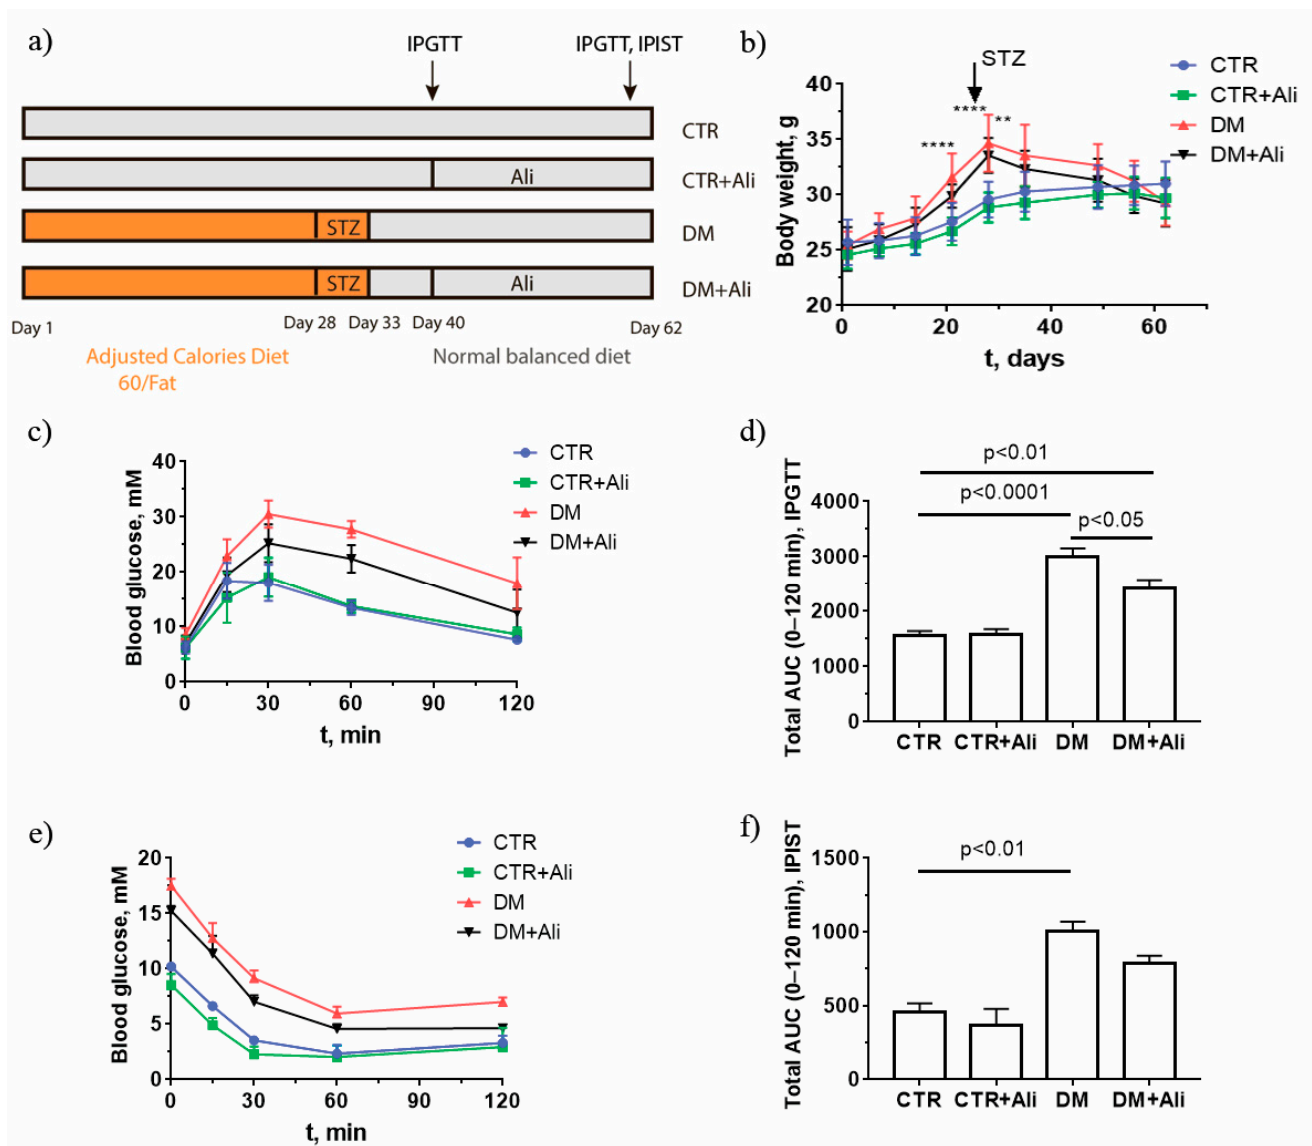 a)
IPGTT
IPGTT, IPIST
CTR
Ali
CTR+Ali
STZ
DM
STZ
Ali
DM+Ali
Day 1
Day 28
Day 33
Day 40
Day 62
Adjusted Calories Diet
60/Fat
Normal balanced diet
b)
STZ
CTR
CTR+Ali
DM
DM+Ali
****
****
**
Body weight, g
40
35
30
25
20
0
20
40
60
t, days
c)
CTR
CTR+Ali
DM
DM+Ali
Blood glucose, mM
40
30
20
10
0
0
30
60
90
120
t, min
d)
p<0.01
p<0.0001
p<0.05
Total AUC (0–120 min), IPGTT
4000
3000
2000
1000
0
CTR
CTR+Ali
DM
DM+Ali
e)
CTR
CTR+Ali
DM
DM+Ali
Blood glucose, mM
20
15
10
5
0
0
30
60
90
120
t, min
f)
p<0.01
Total AUC (0–120 min), IPIST
1500
1000
500
0
CTR
CTR+Ali
DM
DM+Ali